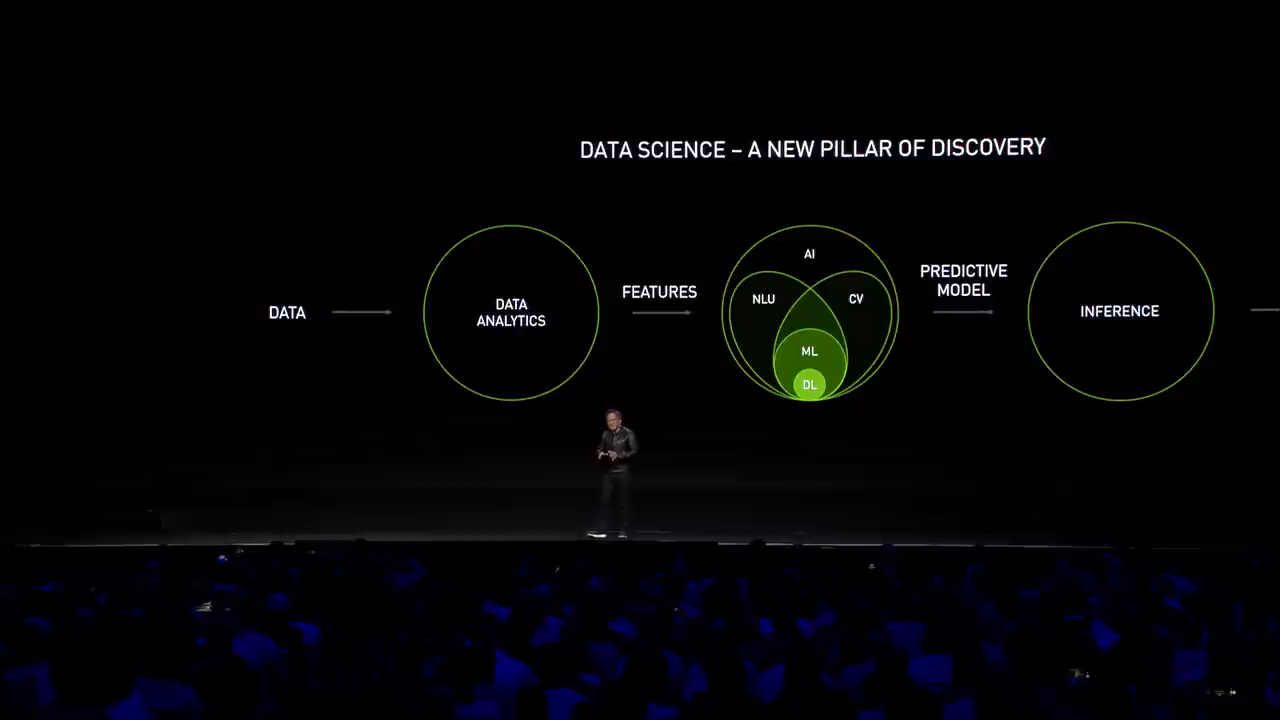 DATA SCIENCE – A NEW PILLAR OF DISCOVERY
DATA
DATA
ANALYTICS
FEATURES
AI
NLU
CV
ML
DL
PREDICTIVE
MODEL
INFERENCE